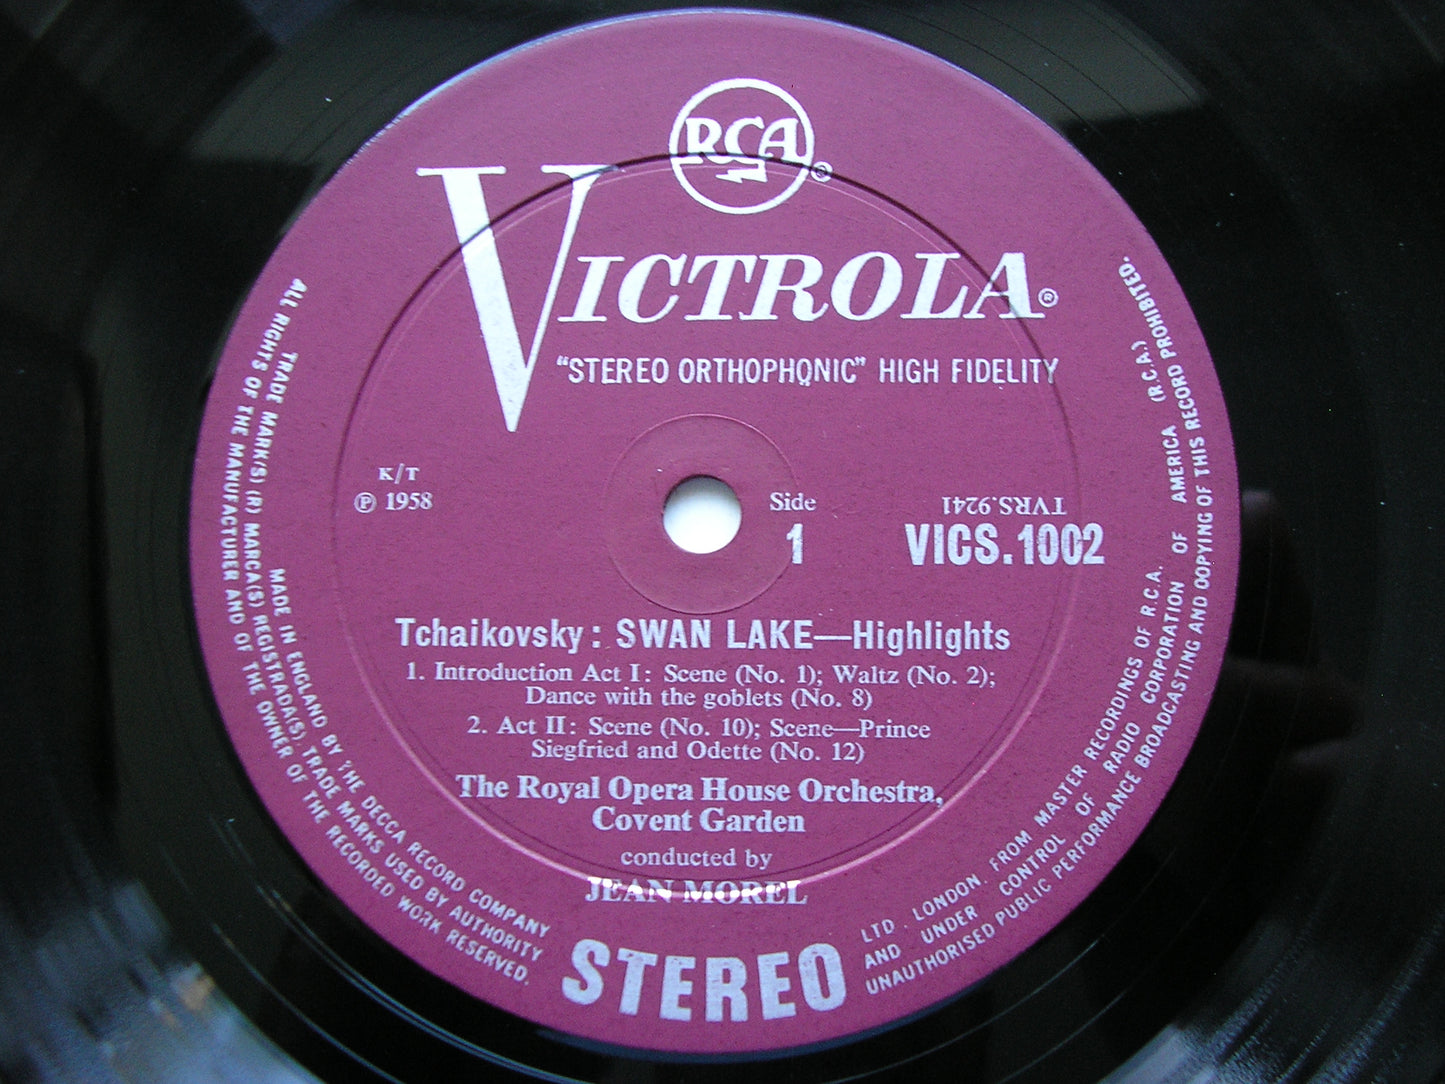 RCA ®
VICTROLA ®
"STEREO ORTHOPHONIC" HIGH FIDELITY
K/T
℗ 1958
Side
1
TVRS.9241
VICS.1002
Tchaikovsky: SWAN LAKE—Highlights
1. Introduction Act I: Scene (No. 1); Waltz (No. 2);
Dance with the goblets (No. 8)
2. Act II: Scene (No. 10); Scene—Prince
Siegfried and Odette (No. 12)
The Royal Opera House Orchestra,
Covent Garden
conducted by
JEAN MOREL
STEREO
MADE IN ENGLAND BY THE DECCA RECORD COMPANY LTD. LONDON, FROM MASTER RECORDINGS OF R.C.A.
TRADE MARK(S) (R) MARCA(S) REGISTRADA(S). TRADE MARKS USED BY AUTHORITY AND UNDER CONTROL OF RADIO CORPORATION OF AMERICA (R.C.A.)
ALL RIGHTS OF THE MANUFACTURER AND OF THE OWNER OF THE RECORDED WORK RESERVED. UNAUTHORISED PUBLIC PERFORMANCE BROADCASTING AND COPYING OF THIS RECORD PROHIBITED.